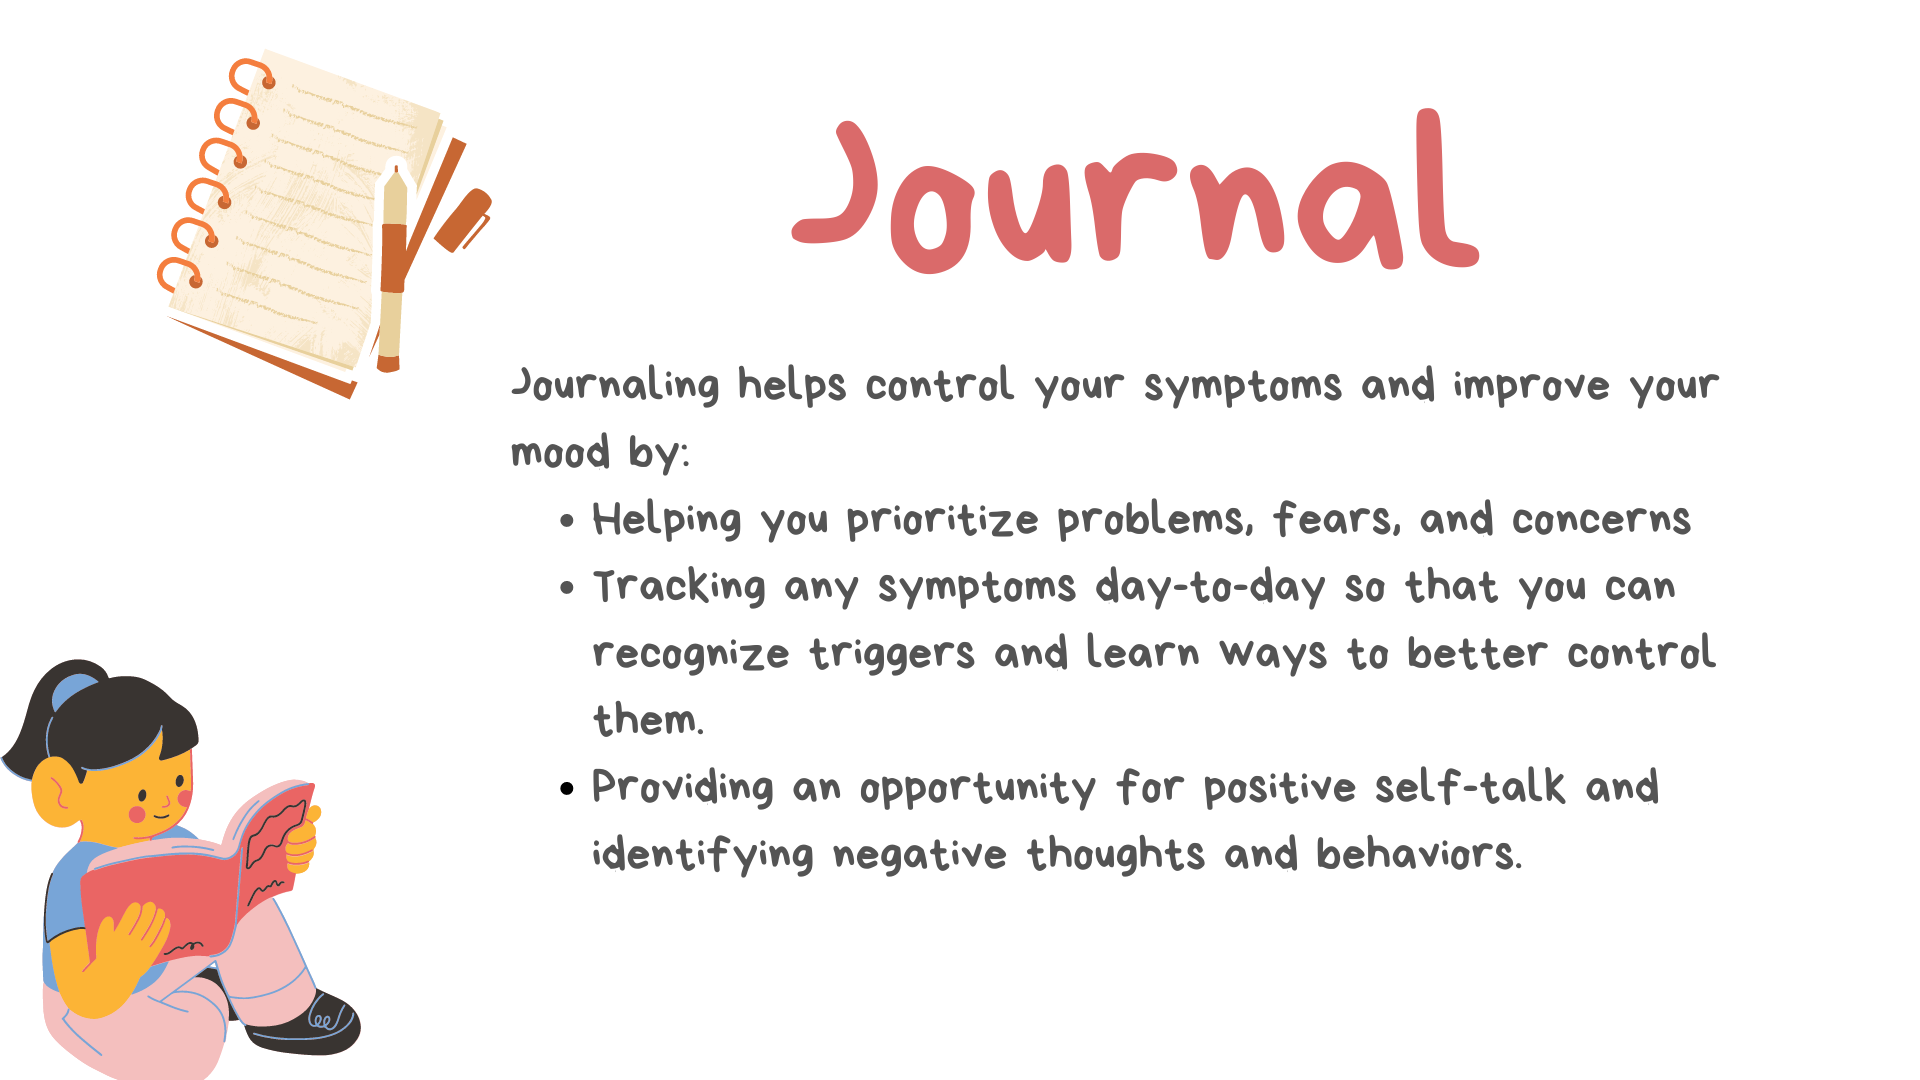 Journal
Journaling helps control your symptoms and improve your
mood by:
• Helping you prioritize problems, fears, and concerns
• Tracking any symptoms day-to-day so that you can
recognize triggers and learn ways to better control
them.
• Providing an opportunity for positive self-talk and
identifying negative thoughts and behaviors.